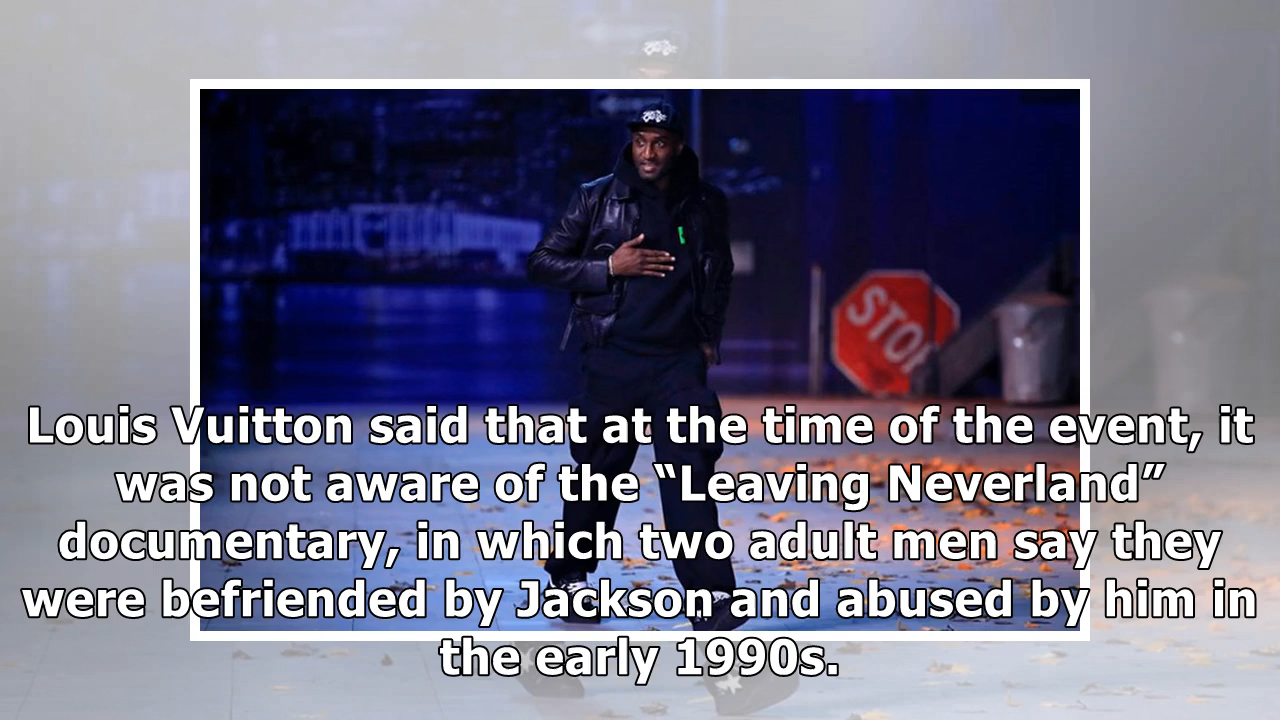 STOP
Louis Vuitton said that at the time of the event, it
was not aware of the “Leaving Neverland”
documentary, in which two adult men say they
were befriended by Jackson and abused by him in
the early 1990s.